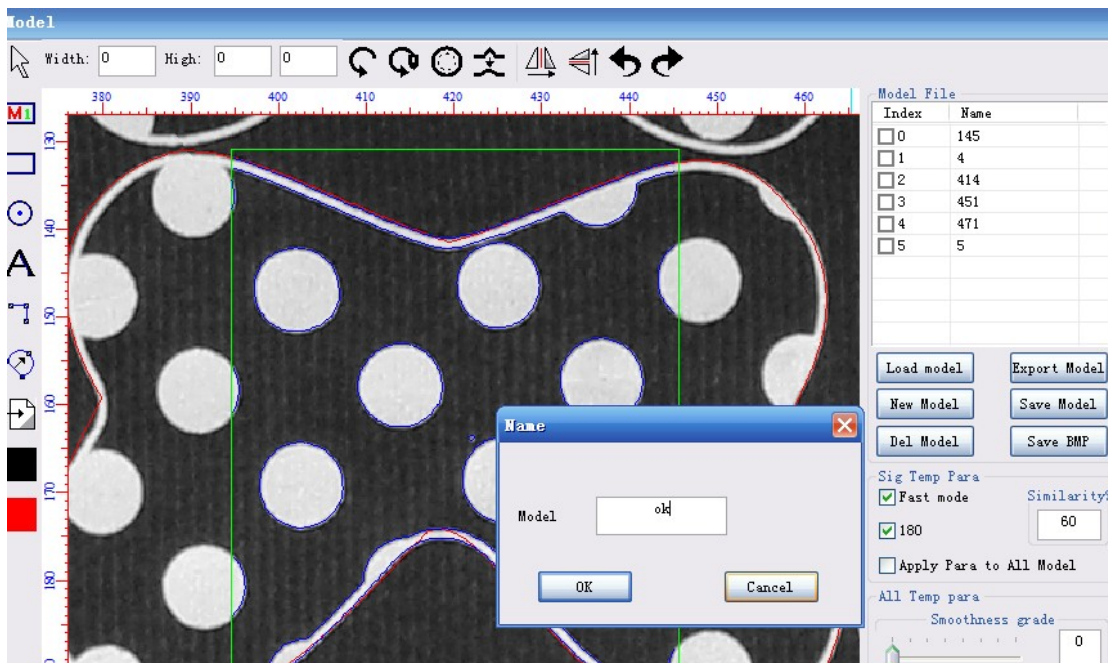 Model
Width: 0 High: 0 0
380 390 400 410 420 430 440 450 460
M1
Model File
Index Name
0 145
1 4
2 414
3 451
4 471
5 5
130
140
150
160
170
180
A
Load model Export Model
New Model Save Model
Del Model Save BMP
Name
Model ok
OK Cancel
Sig Temp Para
Fast mode Similarity%
180 60
Apply Para to All Model
All Temp para
Smoothness grade
0